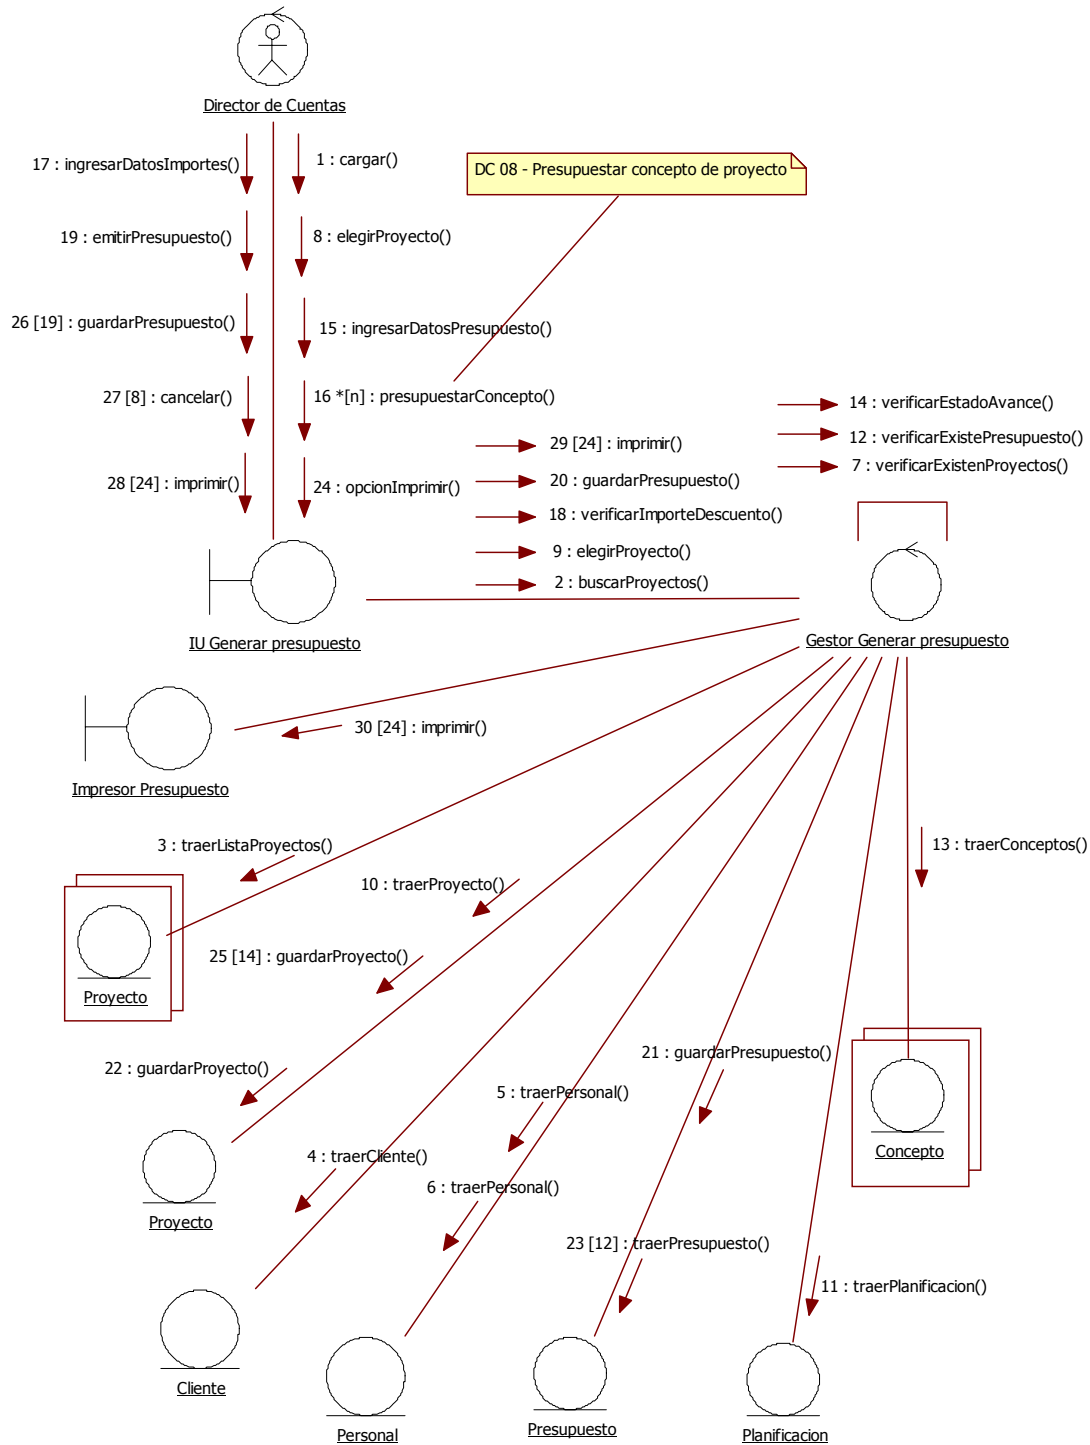 Director de Cuentas
17 : ingresarDatosImportes()
1 : cargar()
DC 08 - Presupuestar concepto de proyecto
19 : emitirPresupuesto()
8 : elegirProyecto()
26 [19] : guardarPresupuesto()
15 : ingresarDatosPresupuesto()
27 [8] : cancelar()
16 *[n] : presupuestarConcepto()
14 : verificarEstadoAvance()
12 : verificarExistePresupuesto()
29 [24] : imprimir()
7 : verificarExistenProyectos()
28 [24] : imprimir()
24 : opcionImprimir()
20 : guardarPresupuesto()
18 : verificarImporteDescuento()
9 : elegirProyecto()
2 : buscarProyectos()
IU Generar presupuesto
Gestor Generar presupuesto
30 [24] : imprimir()
Impresor Presupuesto
3 : traerListaProyectos()
13 : traerConceptos()
10 : traerProyecto()
25 [14] : guardarProyecto()
Proyecto
21 : guardarPresupuesto()
22 : guardarProyecto()
5 : traerPersonal()
Concepto
4 : traerCliente()
6 : traerPersonal()
Proyecto
23 [12] : traerPresupuesto()
11 : traerPlanificacion()
Cliente
Presupuesto
Personal
Planificacion